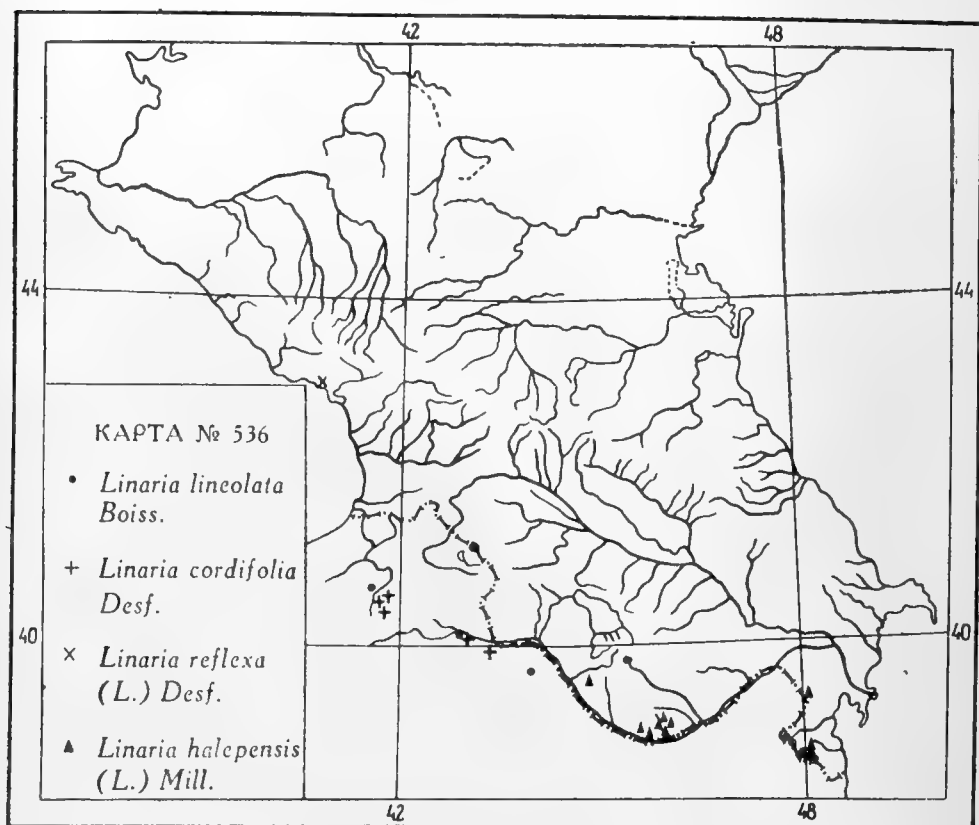 42 48
44 44
КАРТА № 536
• Linaria lineolata
Boiss.
+ Linaria cordifolia
Desf.
40 40
× Linaria reflexa
(L.) Desf.
▲ Linaria halepensis
(L.) Mill.
42 48